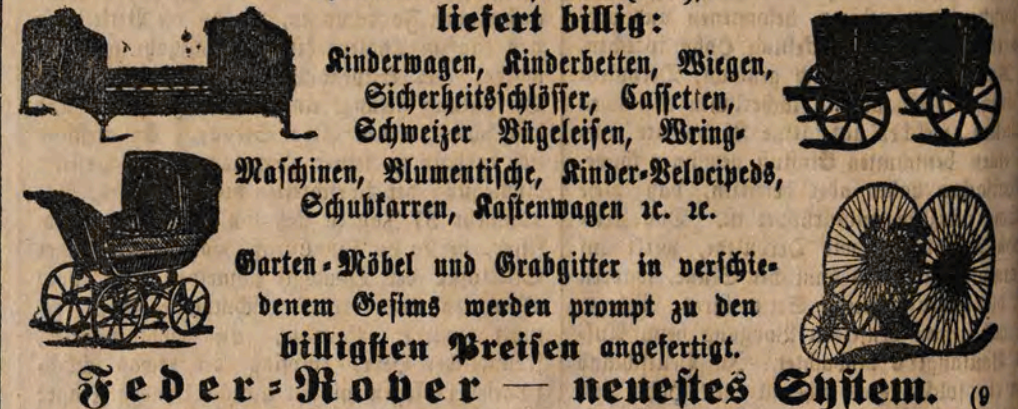 liefert billig:
Kinderwagen, Kinderbetten, Wiegen,
Sicherheitsschlösser, Cassetten,
Schweizer Bügeleisen, Wring-
Maschinen, Blumentische, Kinder-Velocipeds,
Schubkarren, Kastenwagen ꝛc. ꝛc.
Garten-Möbel und Grabgitter in verschie-
denem Gesims werden prompt zu den
billigsten Preisen angefertigt.
Feder-Rover — neuestes System. (9